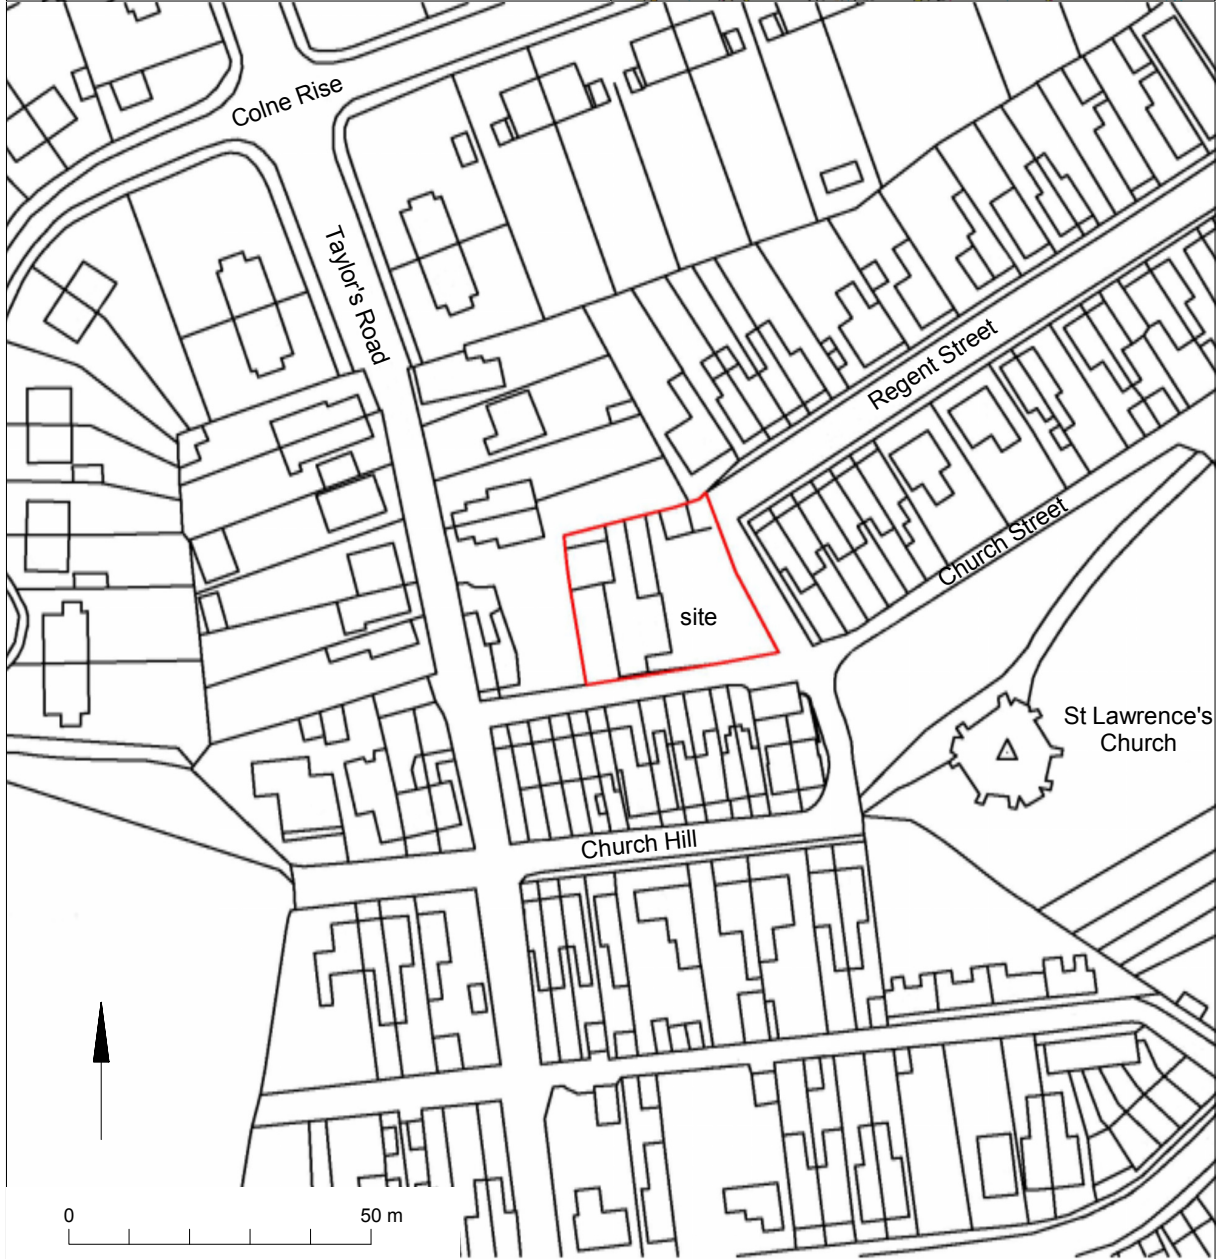 Colne Rise
Taylor's Road
Regent Street
Church Street
site
St Lawrence's
Church
Church Hill
0
50 m